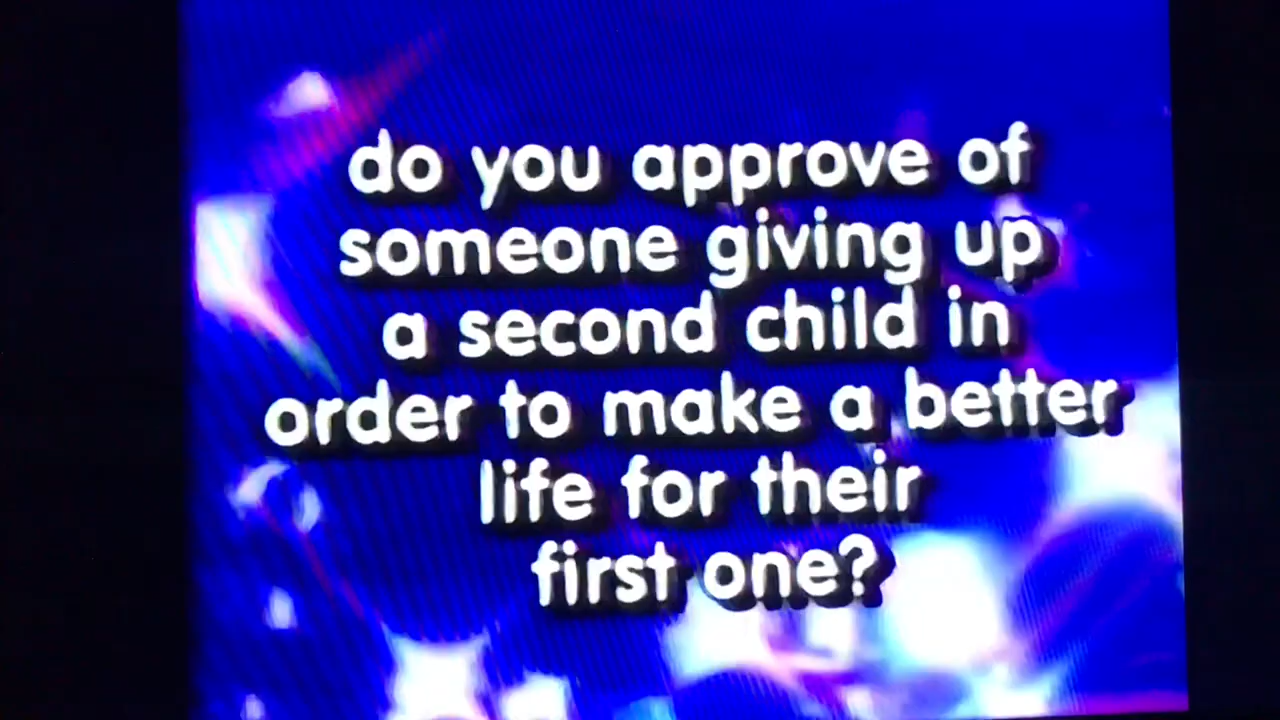 do you approve of
someone giving up
a second child in
order to make a better
life for their
first one?